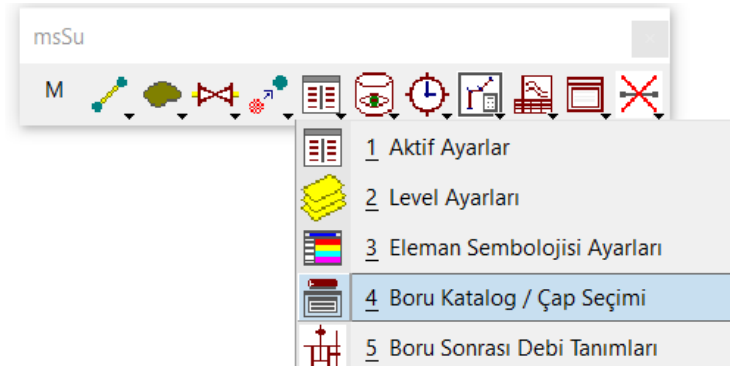 msSu
M
1 Aktif Ayarlar
2 Level Ayarları
3 Eleman Sembolojisi Ayarları
4 Boru Katalog / Çap Seçimi
5 Boru Sonrası Debi Tanımları